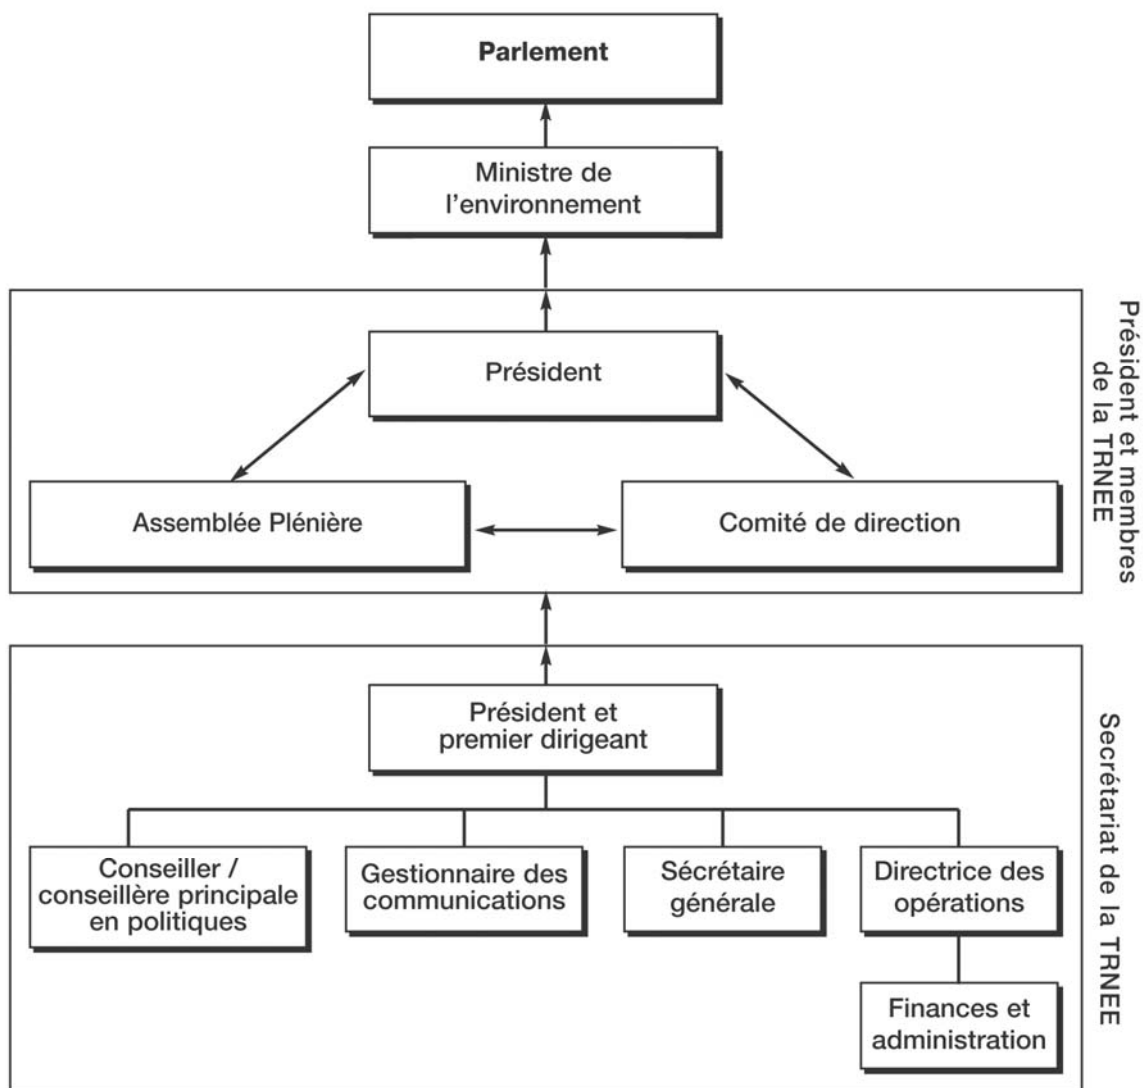 Parlement
Ministre de
l'environnement
Président
Assemblée Plénière
Comité de direction
Président et membres
de la TRNEE
Président et
premier dirigeant
Conseiller /
conseillère principale
en politiques
Gestionnaire des
communications
Sécrétaire
générale
Directrice des
opérations
Finances et
administration
Secrétariat de la TRNEE